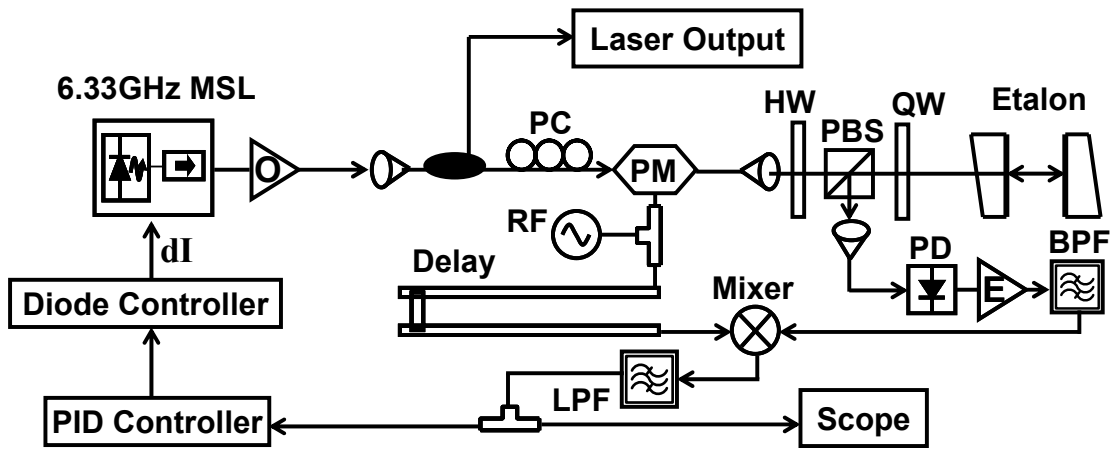 Laser Output
6.33GHz MSL
HW
QW
Etalon
PC
PBS
O
PM
RF
dI
Delay
PD
BPF
Mixer
E
Diode Controller
LPF
PID Controller
Scope